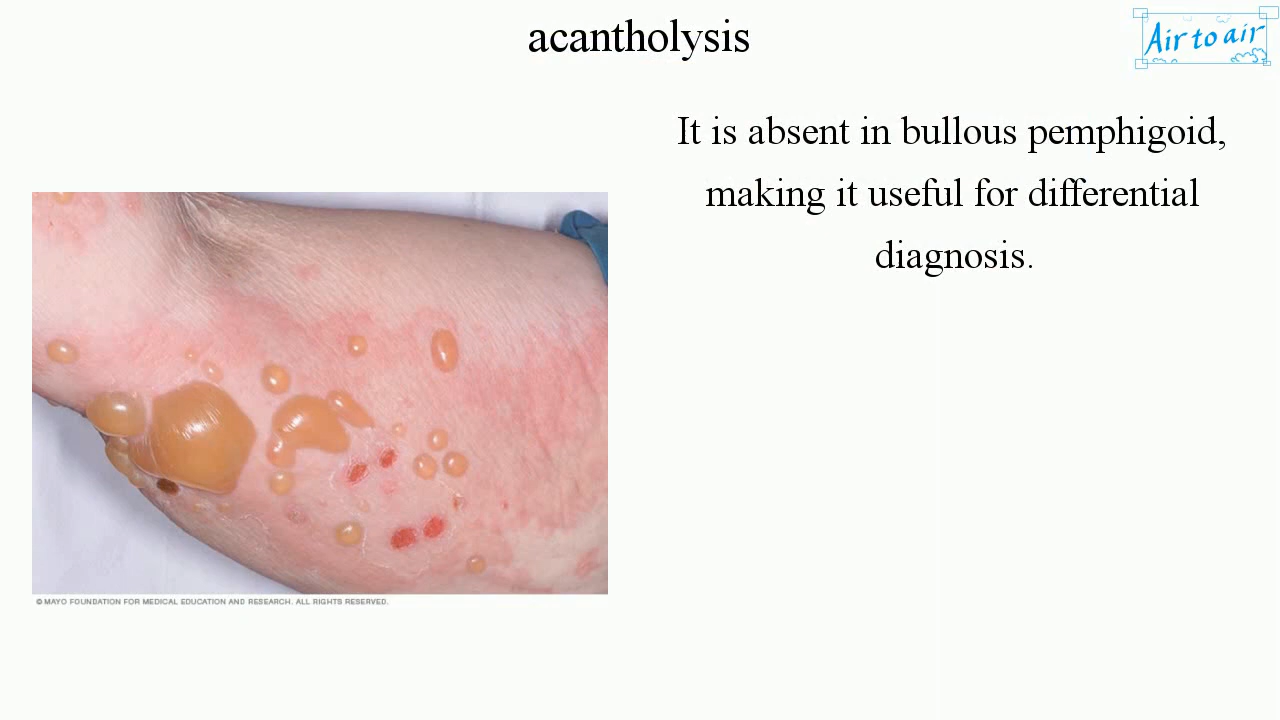 acantholysis
Air to air
It is absent in bullous pemphigoid,
making it useful for differential
diagnosis.
© MAYO FOUNDATION FOR MEDICAL EDUCATION AND RESEARCH. ALL RIGHTS RESERVED.